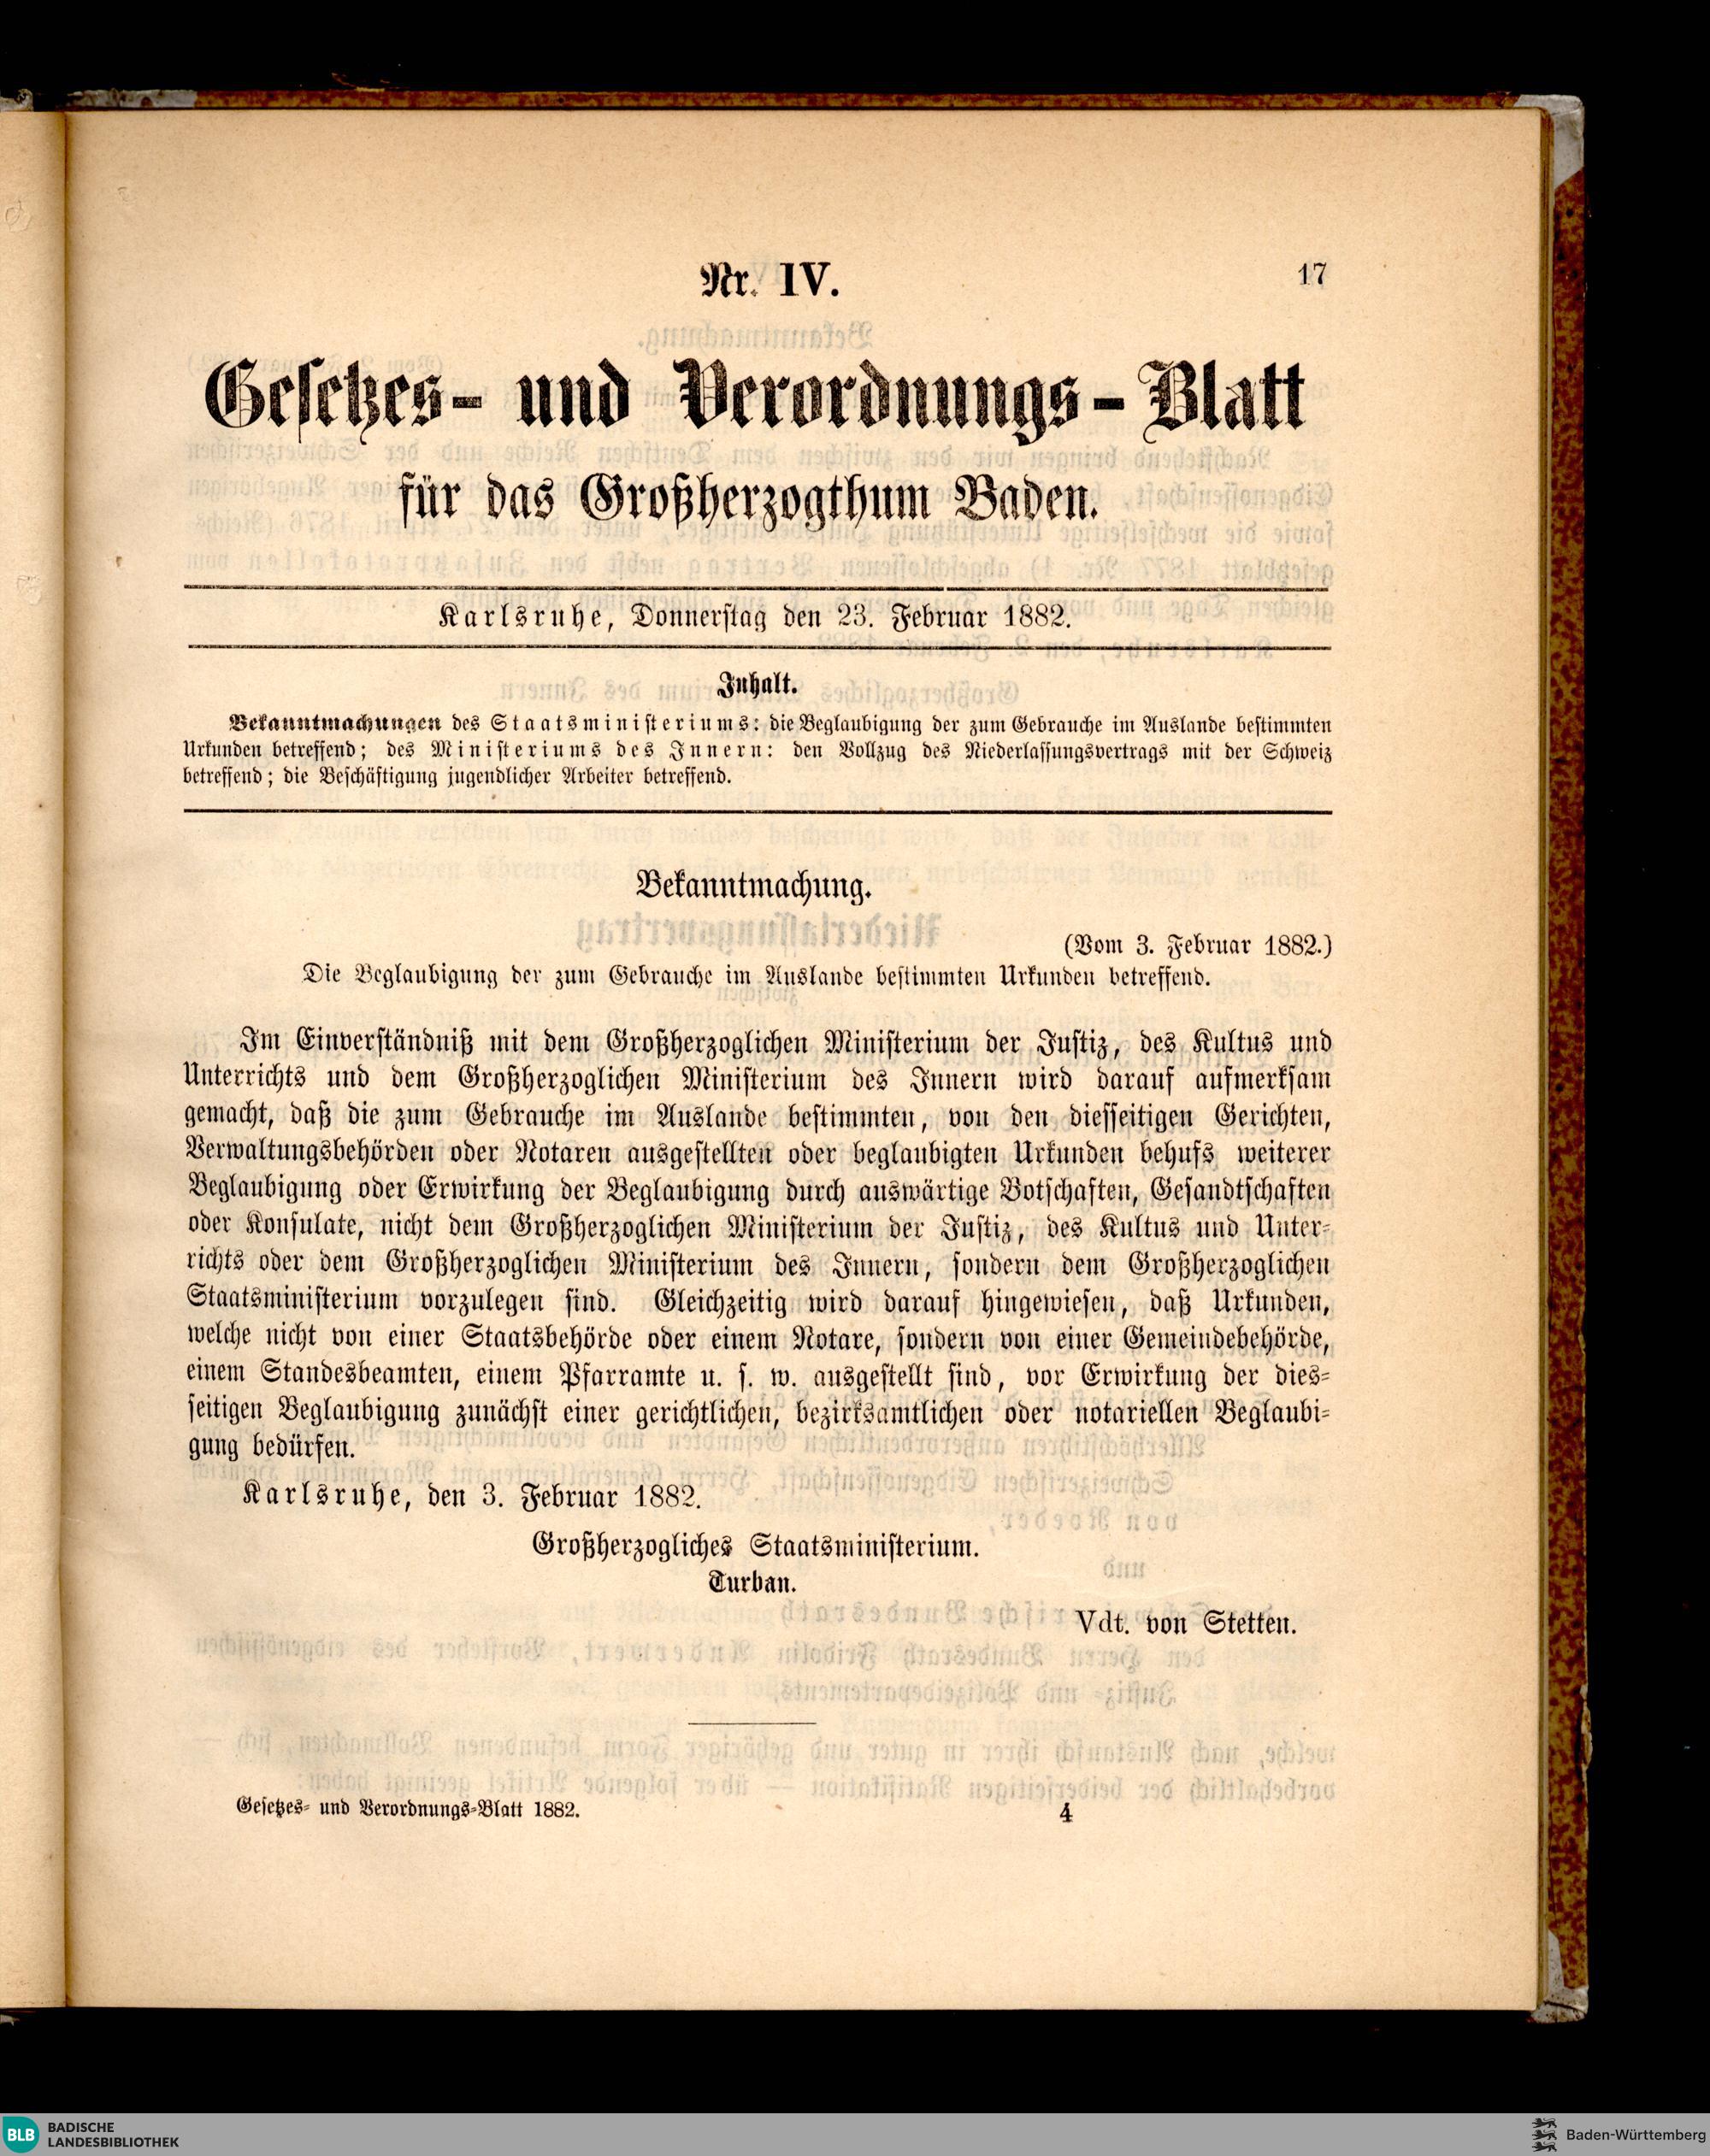 Nr. IV.
17
Gesetzes- und Verordnungs-Blatt
für das Großherzogthum Baden.
Karlsruhe, Donnerstag den 23. Februar 1882.
Inhalt.
Bekanntmachungen des Staatsministeriums: die Beglaubigung der zum Gebrauche im Auslande bestimmten
Urkunden betreffend; des Ministeriums des Innern: den Vollzug des Niederlassungsvertrags mit der Schweiz
betreffend; die Beschäftigung jugendlicher Arbeiter betreffend.
Bekanntmachung.
(Vom 3. Februar 1882.)
Die Beglaubigung der zum Gebrauche im Auslande bestimmten Urkunden betreffend.
Im Einverständniß mit dem Großherzoglichen Ministerium der Justiz, des Kultus und
Unterrichts und dem Großherzoglichen Ministerium des Innern wird darauf aufmerksam
gemacht, daß die zum Gebrauche im Auslande bestimmten, von den diesseitigen Gerichten,
Verwaltungsbehörden oder Notaren ausgestellten oder beglaubigten Urkunden behufs weiterer
Beglaubigung oder Erwirkung der Beglaubigung durch auswärtige Botschaften, Gesandtschaften
oder Konsulate, nicht dem Großherzoglichen Ministerium der Justiz, des Kultus und Unter-
richts oder dem Großherzoglichen Ministerium des Innern, sondern dem Großherzoglichen
Staatsministerium vorzulegen sind. Gleichzeitig wird darauf hingewiesen, daß Urkunden,
welche nicht von einer Staatsbehörde oder einem Notare, sondern von einer Gemeindebehörde,
einem Standesbeamten, einem Pfarramte u. s. w. ausgestellt sind, vor Erwirkung der dies-
seitigen Beglaubigung zunächst einer gerichtlichen, bezirksamtlichen oder notariellen Beglaubi-
gung bedürfen.
Karlsruhe, den 3. Februar 1882.
Großherzogliches Staatsministerium.
Turban.
Vdt. von Stetten.
Gesetzes- und Verordnungs-Blatt 1882.
4
BLB BADISCHE
LANDESBIBLIOTHEK
Baden-Württemberg